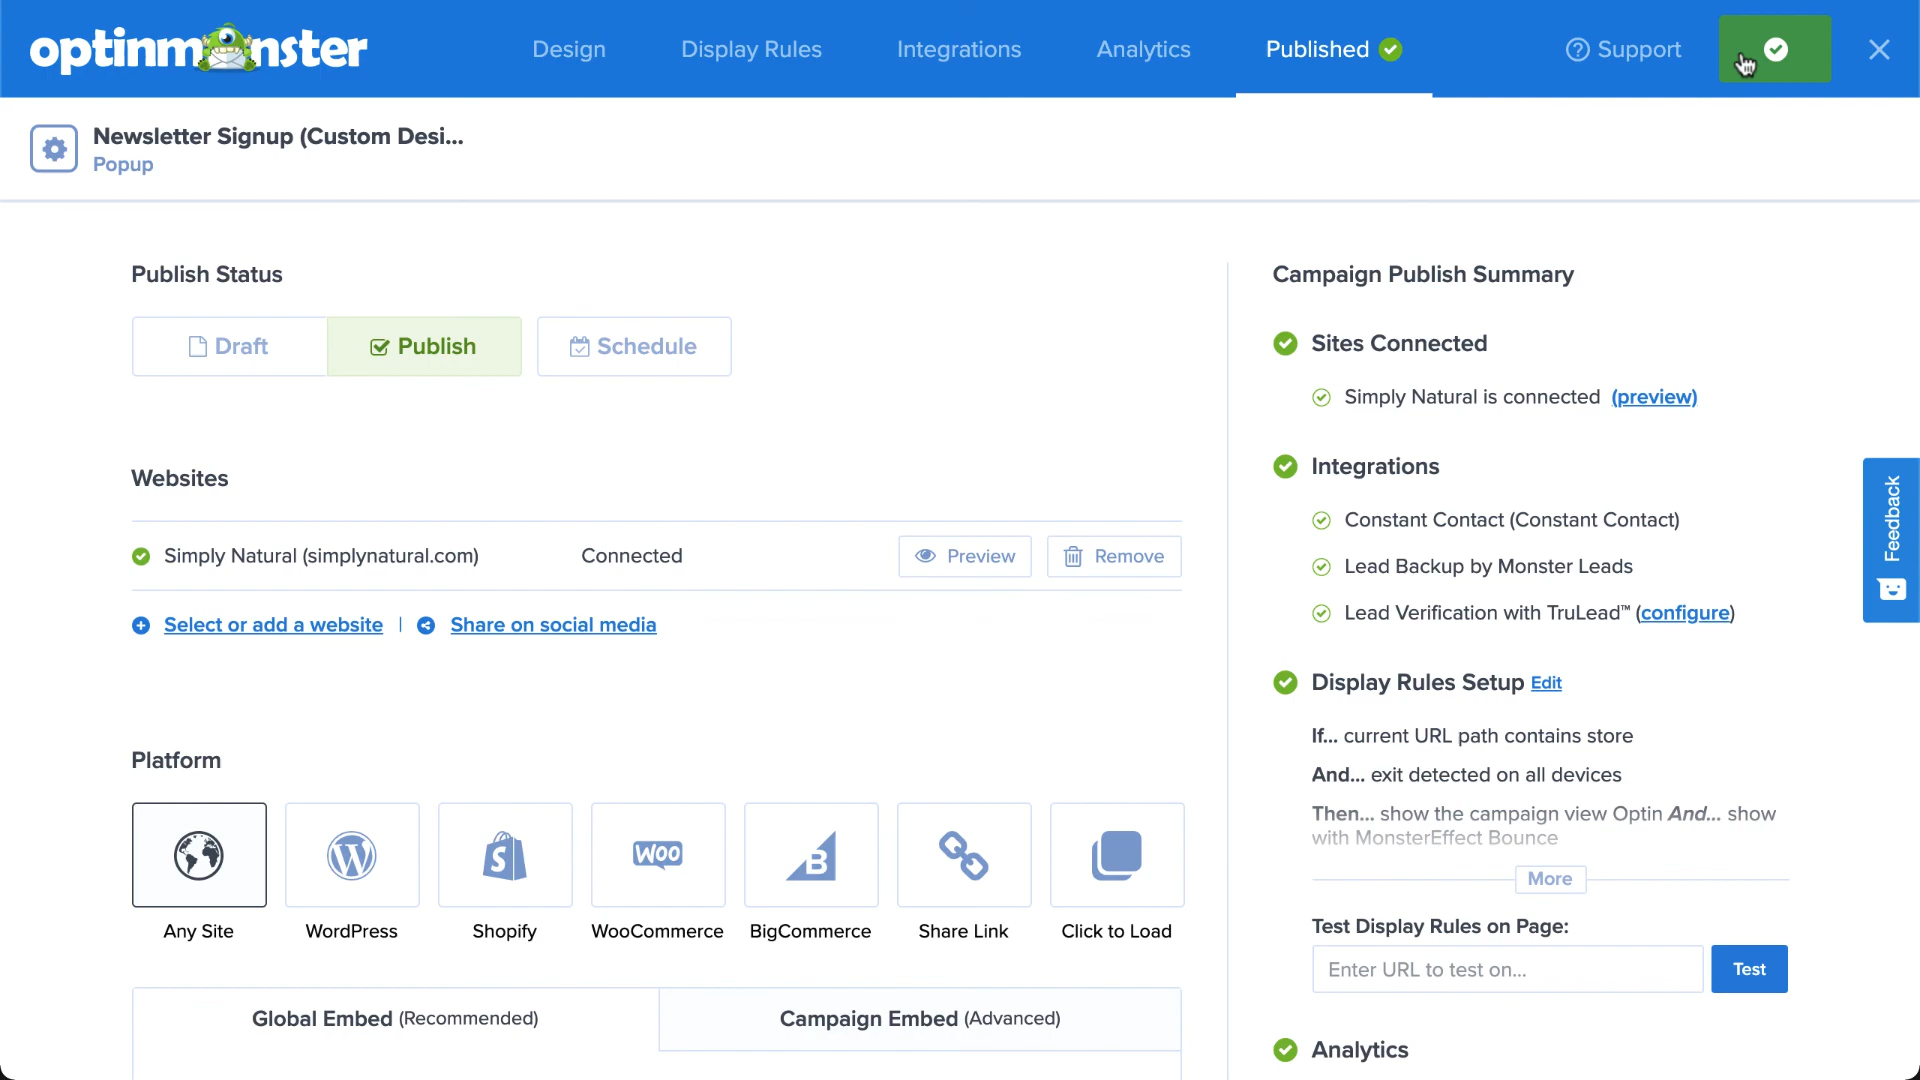 optinmonster
Design
Display Rules
Integrations
Analytics
Published
Support
Newsletter Signup (Custom Desi...
Popup
Publish Status
Draft
Publish
Schedule
Websites
Simply Natural (simplynatural.com)
Connected
Preview
Remove
Select or add a website
|
Share on social media
Platform
WOO
B
Any Site
WordPress
Shopify
WooCommerce
BigCommerce
Share Link
Click to Load
Global Embed (Recommended)
Campaign Embed (Advanced)
Campaign Publish Summary
Sites Connected
Simply Natural is connected (preview)
Integrations
Constant Contact (Constant Contact)
Lead Backup by Monster Leads
Lead Verification with TruLead™ (configure)
Display Rules Setup Edit
If... current URL path contains store
And... exit detected on all devices
Then... show the campaign view Optin And... show
with MonsterEffect Bounce
More
Test Display Rules on Page:
Enter URL to test on...
Test
Analytics
Feedback